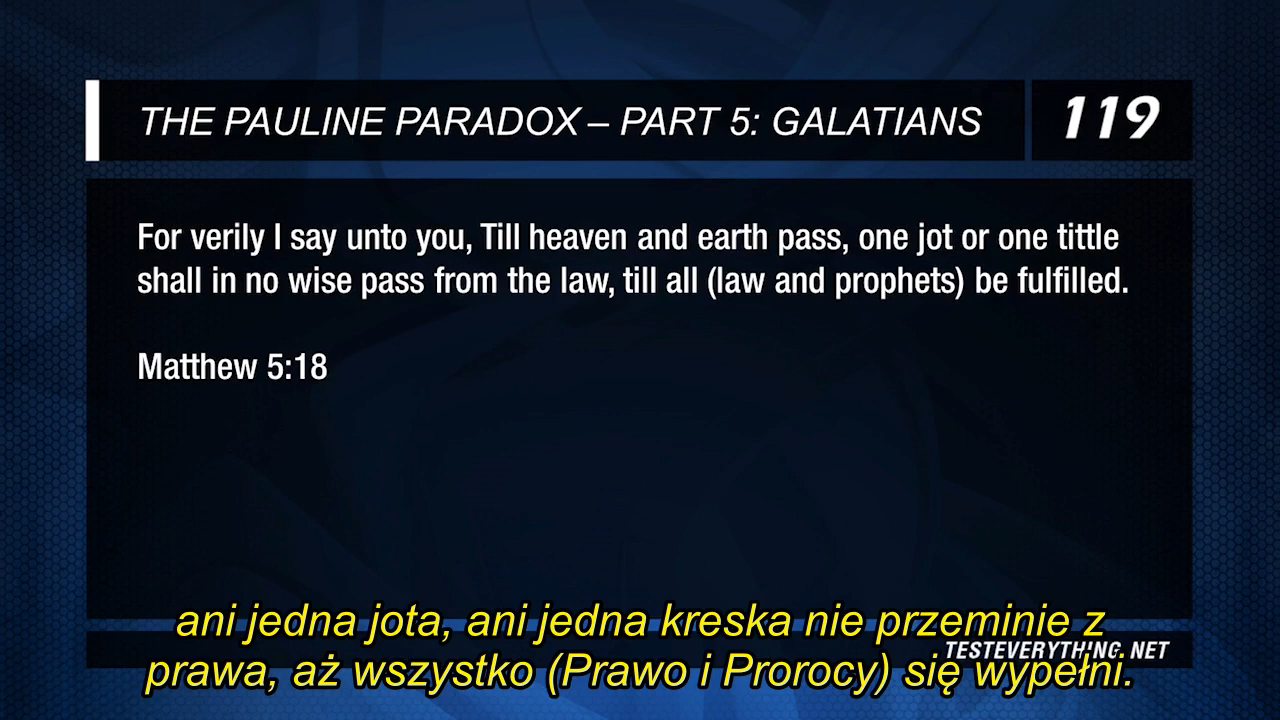 THE PAULINE PARADOX – PART 5: GALATIANS
119
For verily I say unto you, Till heaven and earth pass, one jot or one tittle
shall in no wise pass from the law, till all (law and prophets) be fulfilled.
Matthew 5:18
ani jedna jota, ani jedna kreska nie przeminie z
TESTEVERYTHING.NET
prawa, aż wszystko (Prawo i Prorocy) się wypełni.